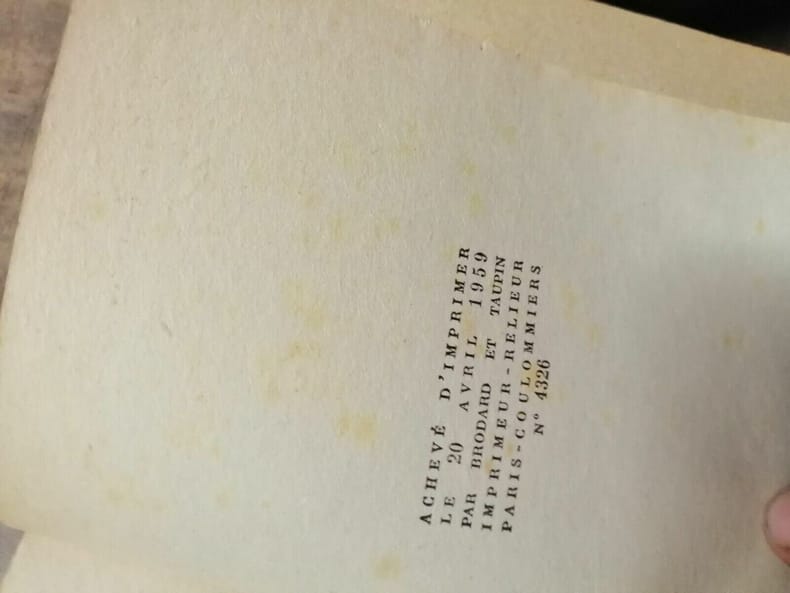 ACHEVÉ D'IMPRIMER
LE 20 AVRIL 1959
PAR BRODARD ET TAUPIN
IMPRIMEUR-RELIEUR
PARIS-COULOMMIERS
N° 4326